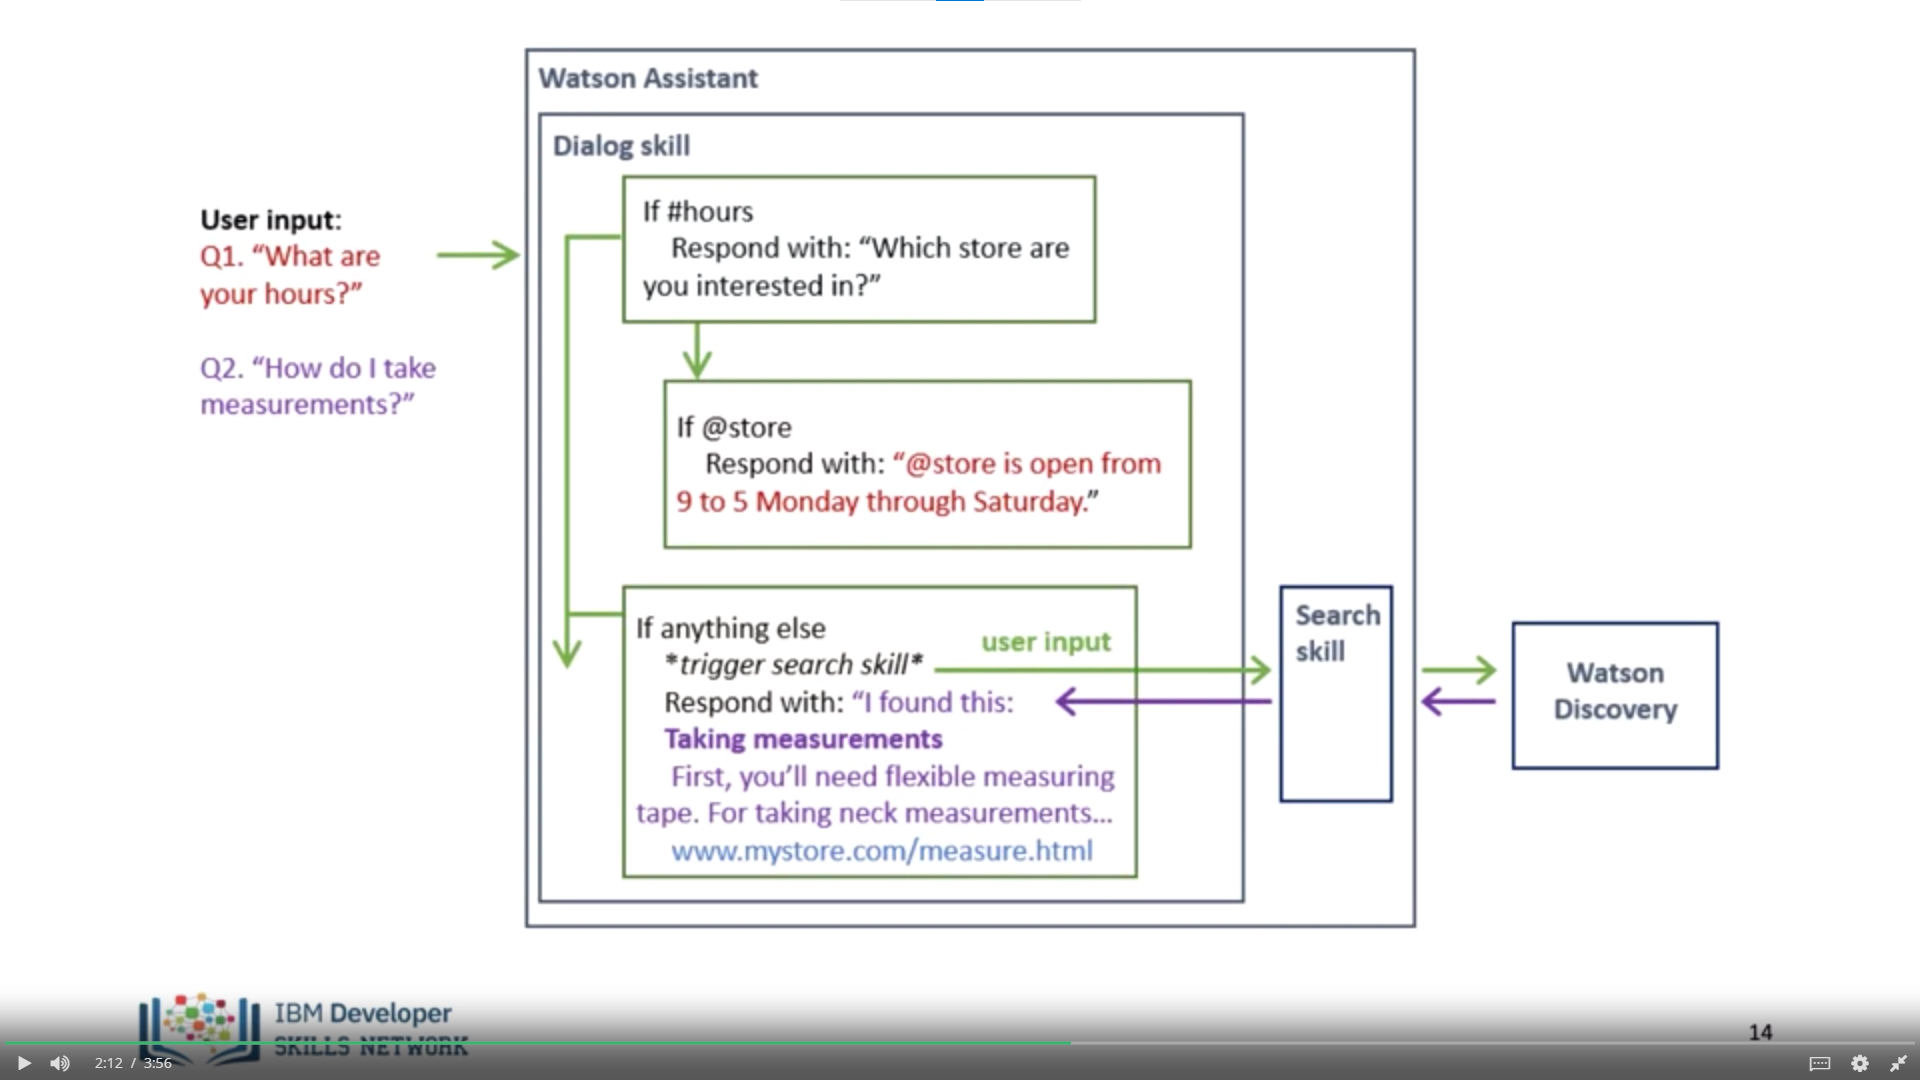 Watson Assistant
Dialog skill
User input:
Q1. “What are
your hours?”
Q2. “How do I take
measurements?”
If #hours
Respond with: “Which store are
you interested in?”
If @store
Respond with: “@store is open from
9 to 5 Monday through Saturday.”
If anything else
*trigger search skill*
Respond with: “I found this:
Taking measurements
First, you’ll need flexible measuring
tape. For taking neck measurements...
www.mystore.com/measure.html
user input
Search
skill
Watson
Discovery
IBM Developer
SKILLS NETWORK
14
2:12 / 3:56